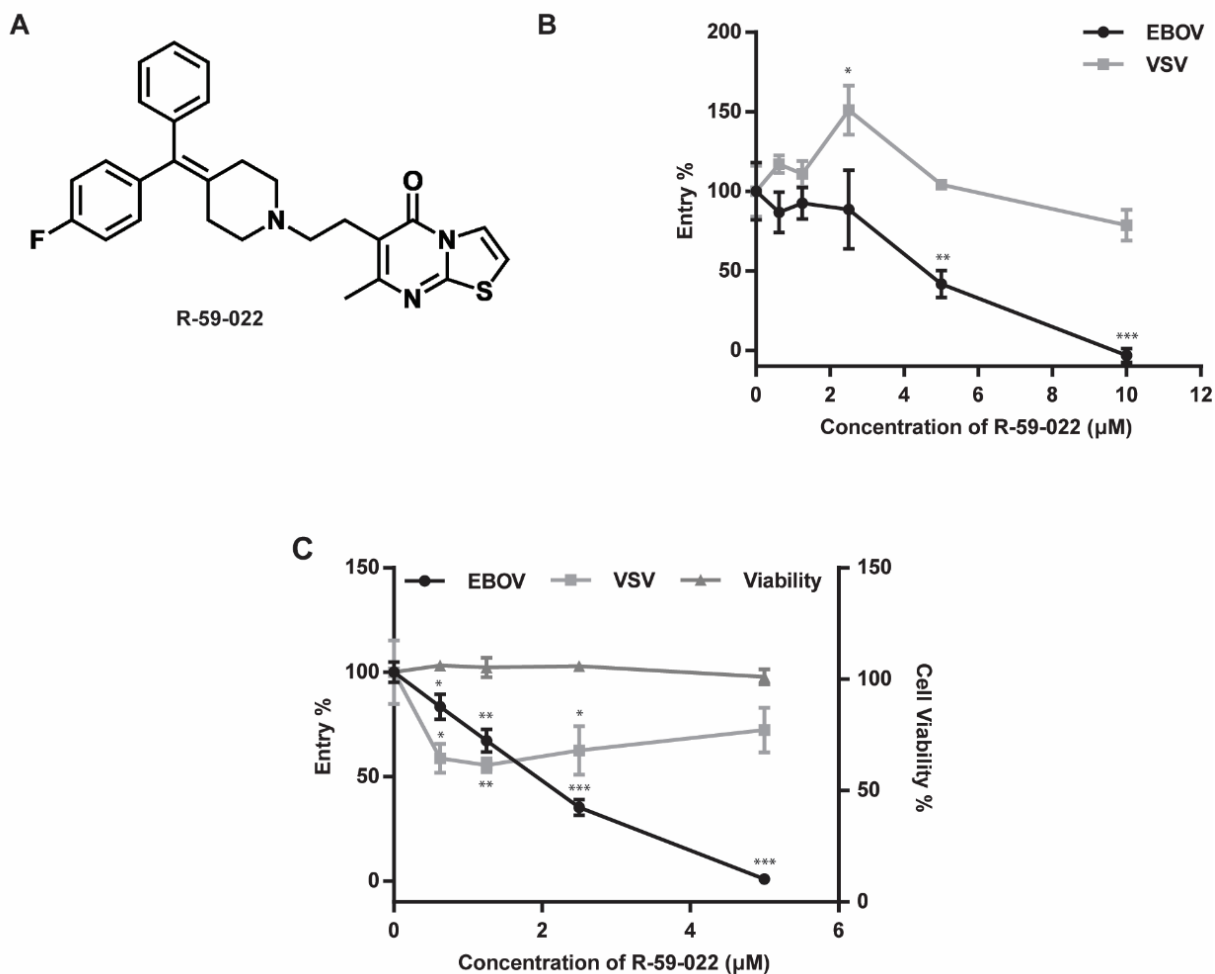 A
O
N
F
N
N
S
R-59-022
B
EBOV
VSV
200
150
100
50
0
Entry %
*
**
***
0 2 4 6 8 10 12
Concentration of R-59-022 (µM)
C
EBOV VSV Viability
150
100
50
0
Entry %
*
*
**
**
*
***
***
150
100
50
0
Cell Viability %
0 2 4 6
Concentration of R-59-022 (µM)